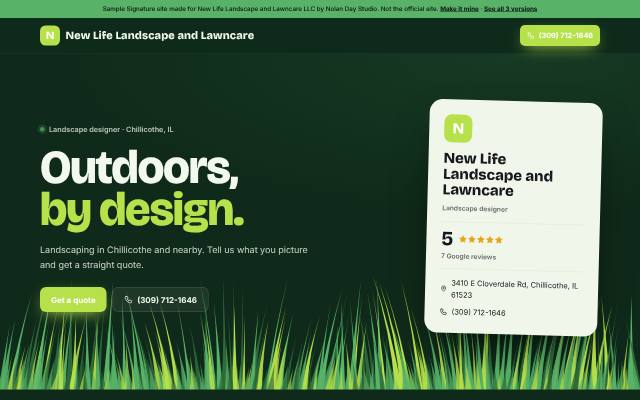 Sample Signature site made for New Life Landscape and Lawncare LLC by Nolan Day Studio. Not the official site. Make it mine · See all 3 versions
N New Life Landscape and Lawncare
(309) 712-1646
Landscape designer · Chillicothe, IL
Outdoors,
by design.
Landscaping in Chillicothe and nearby. Tell us what you picture
and get a straight quote.
Get a quote
(309) 712-1646
N
New Life
Landscape and
Lawncare
Landscape designer
5
7 Google reviews
3410 E Cloverdale Rd, Chillicothe, IL
61523
(309) 712-1646